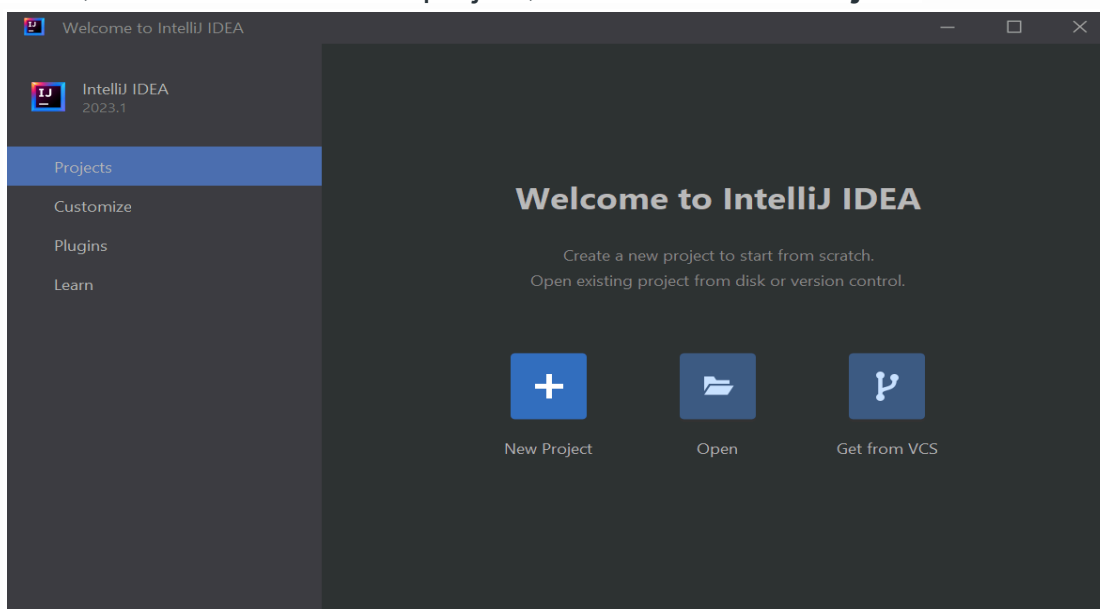 Welcome to IntelliJ IDEA
IJ
IntelliJ IDEA
2023.1
Projects
Customize
Plugins
Learn
Welcome to IntelliJ IDEA
Create a new project to start from scratch.
Open existing project from disk or version control.
New Project
Open
Get from VCS